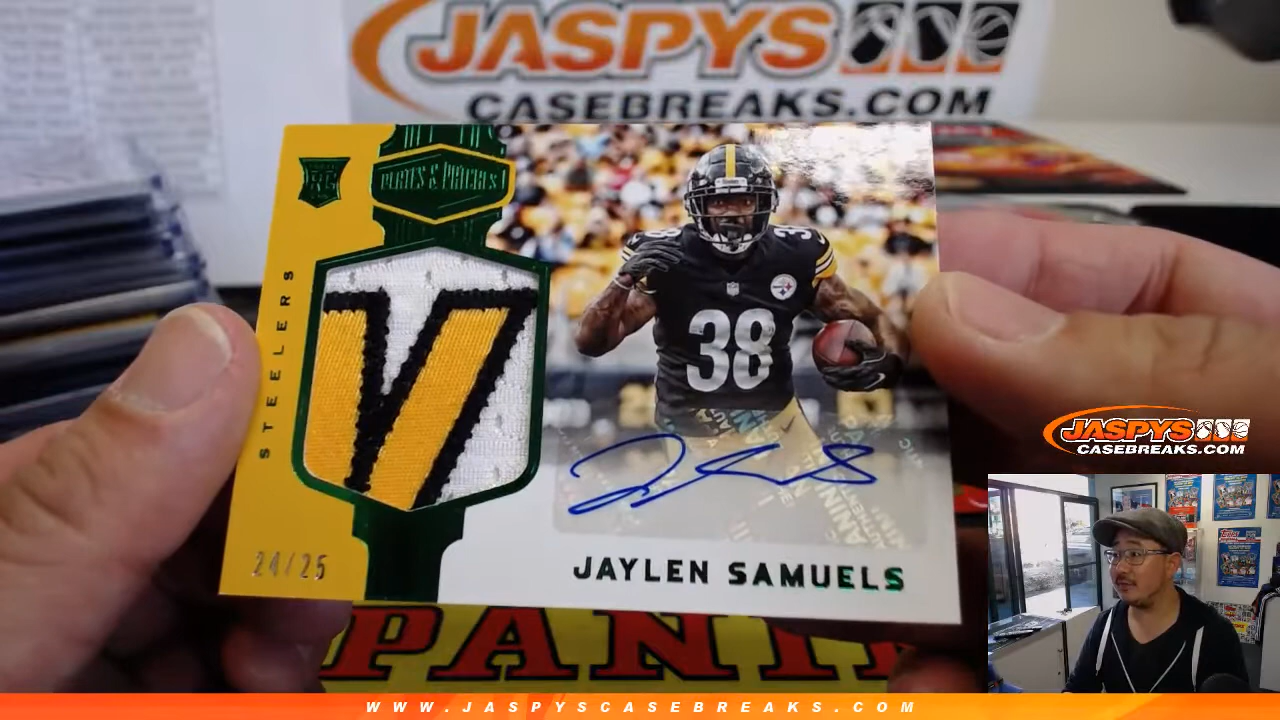 JASPYS
CASEBREAKS.COM
RC
PLATES & PATCHES
STEELERS
38
38
38
24/25
JAYLEN SAMUELS
PANINI
JASPYS
CASEBREAKS.COM
WWW.JASPYSCASEBREAKS.COM